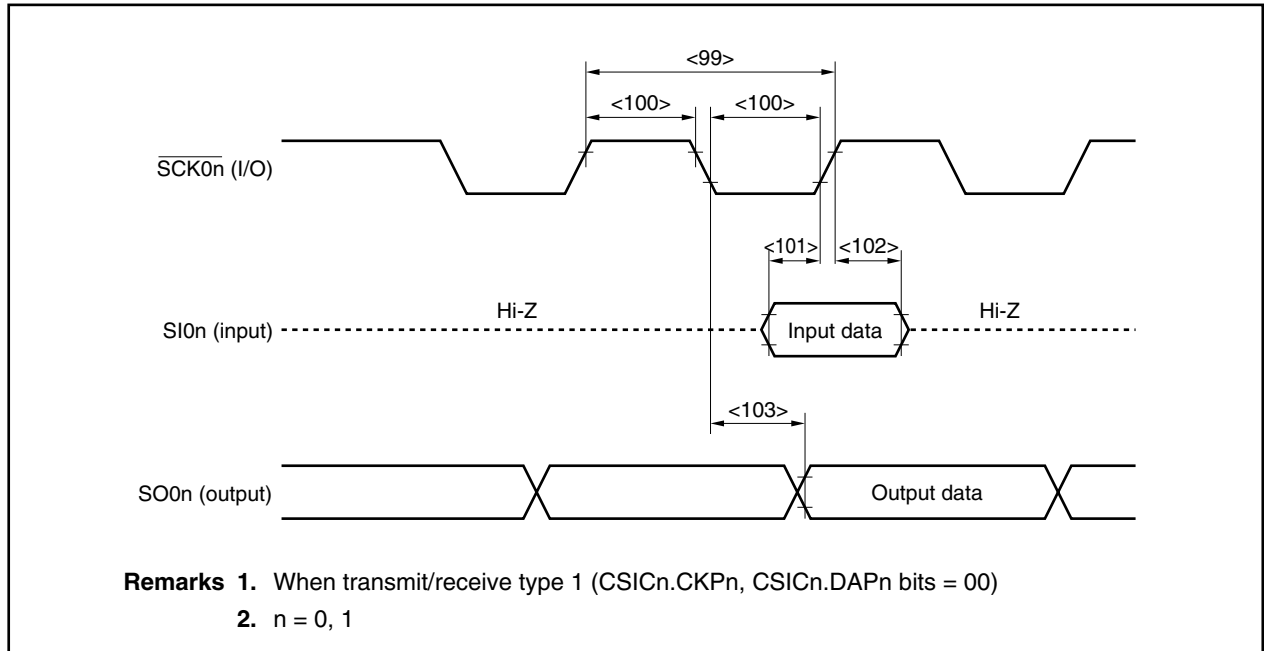 <99>
<100> <100>
SCK0n (I/O)
<101> <102>
Hi-Z Hi-Z
SI0n (input) Input data
<103>
SO0n (output) Output data
Remarks 1. When transmit/receive type 1 (CSICn.CKPn, CSICn.DAPn bits = 00)
2. n = 0, 1